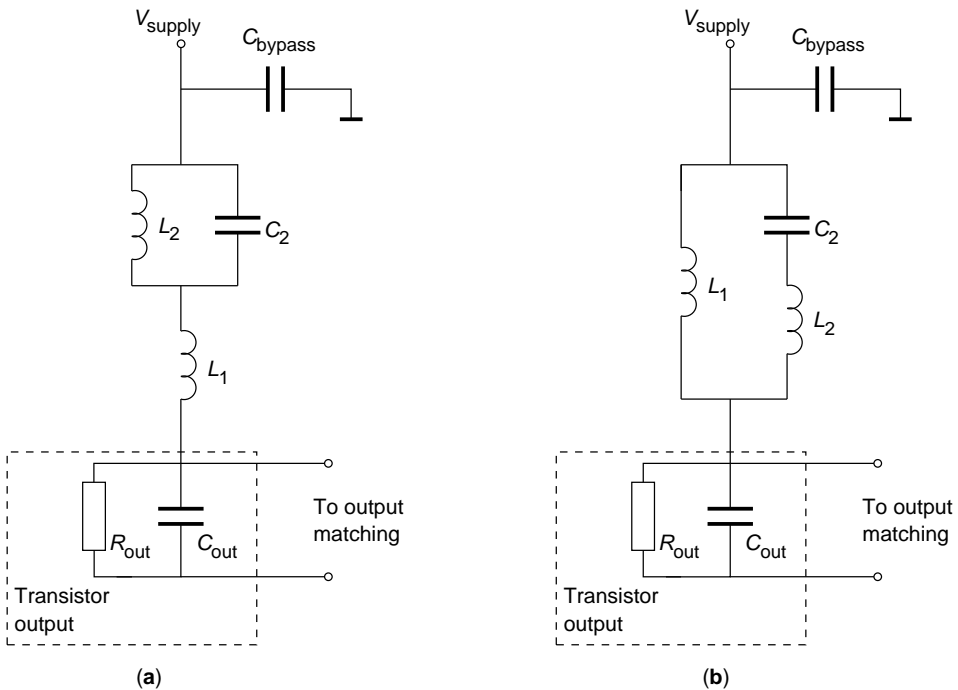 Vsupply
Cbypass
L2
C2
L1
Rout
Cout
To output
matching
Transistor
output
(a)
Vsupply
Cbypass
C2
L1
L2
Rout
Cout
To output
matching
Transistor
output
(b)